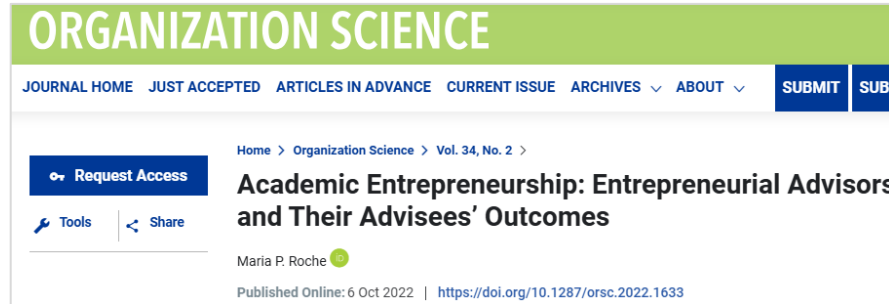 ORGANIZATION SCIENCE
JOURNAL HOME JUST ACCEPTED ARTICLES IN ADVANCE CURRENT ISSUE ARCHIVES ABOUT SUBMIT SUB
Home > Organization Science > Vol. 34, No. 2 >
Request Access
Academic Entrepreneurship: Entrepreneurial Advisors
and Their Advisees' Outcomes
Tools Share
Maria P. Roche iD
Published Online: 6 Oct 2022 | https://doi.org/10.1287/orsc.2022.1633